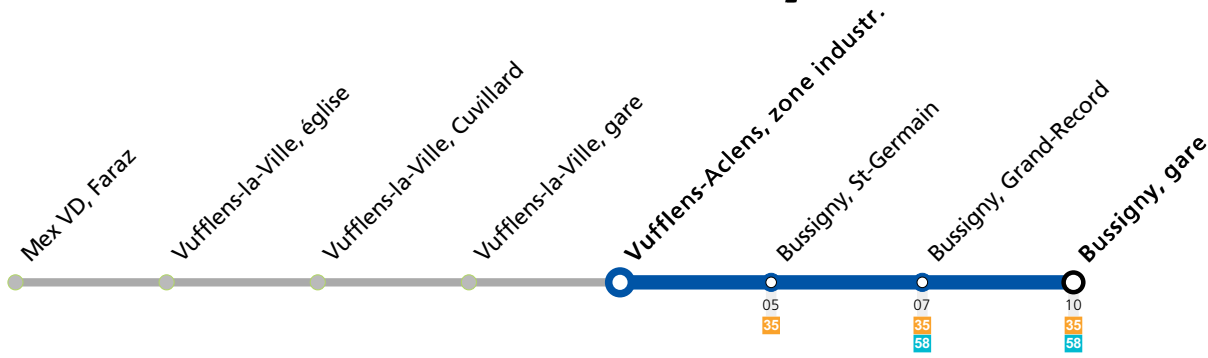 Mex VD, Faraz
Vufflens-la-Ville, église
Vufflens-la-Ville, Cuvillard
Vufflens-la-Ville, gare
Vufflens-Aclens, zone industr.
Bussigny, St-Germain
Bussigny, Grand-Record
Bussigny, gare
05
07
10
35
35
35
58
58